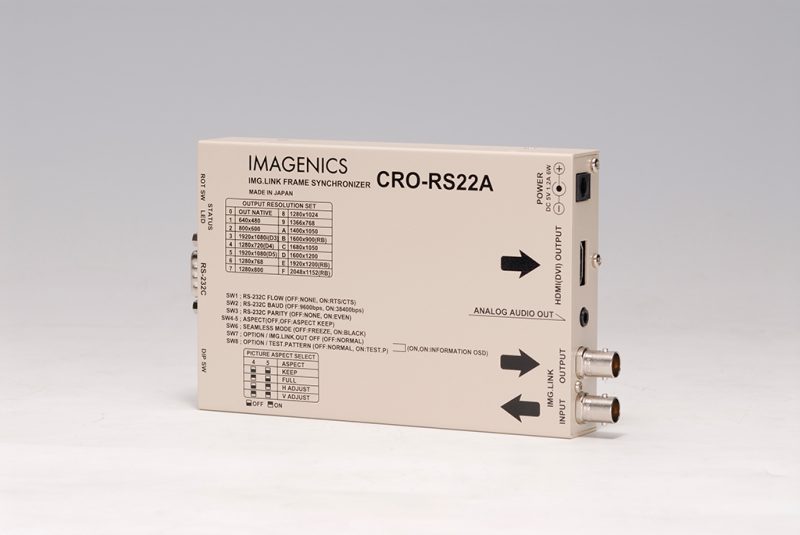 IMAGENICS
IMG.LINK FRAME SYNCHRONIZER CRO-RS22A
MADE IN JAPAN
OUTPUT RESOLUTION SET
0 OUT NATIVE 8 1280x1024
1 640x480 9 1366x768
2 800x600 A 1400x1050
3 1920x1080i(D3) B 1600x900(RB)
4 1280x720(D4) C 1680x1050
5 1920x1080(D5) D 1600x1200
6 1280x768 E 1920x1200(RB)
7 1280x800 F 2048x1152(RB)
SW1 ; RS-232C FLOW (OFF:NONE, ON:RTS/CTS)
SW2 ; RS-232C BAUD (OFF:9600bps, ON:38400bps)
SW3 ; RS-232C PARITY (OFF:NONE, ON:EVEN)
SW4-5 ; ASPECT(OFF,OFF:ASPECT KEEP)
SW6 ; SEAMLESS MODE (OFF:FREEZE, ON:BLACK)
SW7 ; OPTION / IMG.LINK OUT OFF (OFF:NORMAL)
SW8 ; OPTION / TEST.PATTERN (OFF:NORMAL, ON:TEST.P) (ON,ON:INFORMATION OSD)
PICTURE ASPECT SELECT
4 5 ASPECT
KEEP
FULL
H ADJUST
V ADJUST
OFF ON
ROT SW
STATUS LED
RS-232C
DIP SW
POWER
DC 5V 1.2A 6W
HDMI(DVI) OUTPUT
ANALOG AUDIO OUT
IMG.LINK
OUTPUT
INPUT